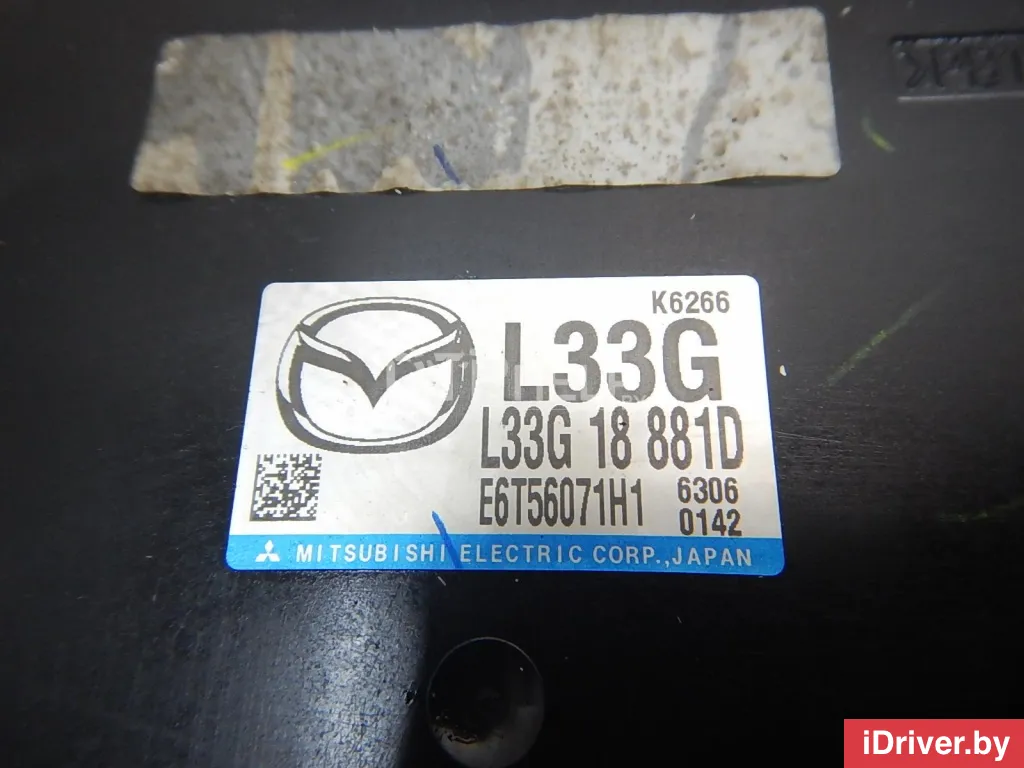 K6266
L33G
L33G 18 881D
E6T56071H1 6306
0142
MITSUBISHI ELECTRIC CORP., JAPAN
iDriver.by